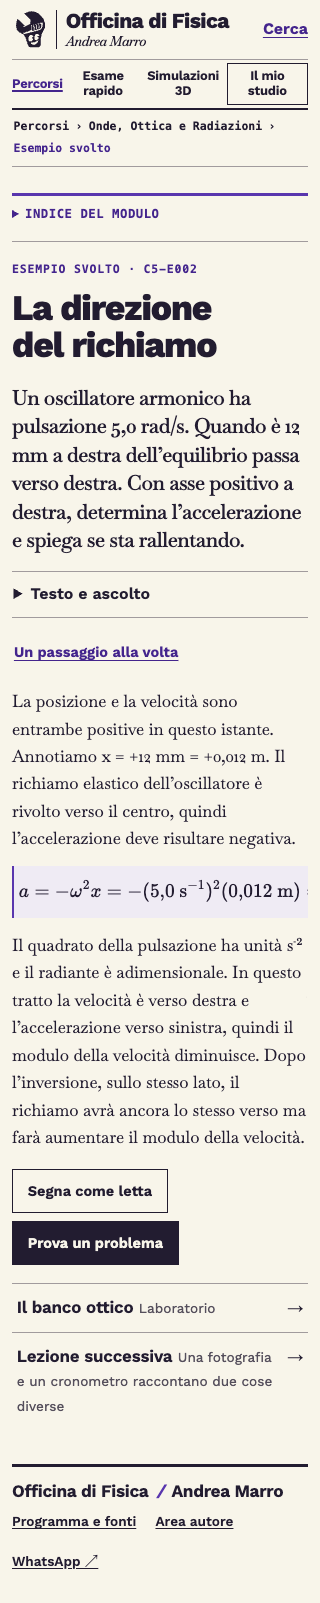 Officina di Fisica
Andrea Marro
Cerca
Percorsi
Esame
rapido
Simulazioni
3D
Il mio
studio
Percorsi › Onde, Ottica e Radiazioni ›
Esempio svolto
▶ INDICE DEL MODULO
ESEMPIO SVOLTO · C5–E002
La direzione
del richiamo
Un oscillatore armonico ha
pulsazione 5,0 rad/s. Quando è 12
mm a destra dell’equilibrio passa
verso destra. Con asse positivo a
destra, determina l’accelerazione
e spiega se sta rallentando.
▶ Testo e ascolto
Un passaggio alla volta
La posizione e la velocità sono
entrambe positive in questo istante.
Annotiamo x = +12 mm = +0,012 m. Il
richiamo elastico dell’oscillatore è
rivolto verso il centro, quindi
l’accelerazione deve risultare negativa.
a = −ω²x = −(5,0 s⁻¹)²(0,012 m)
Il quadrato della pulsazione ha unità s⁻²
e il radiante è adimensionale. In questo
tratto la velocità è verso destra e
l’accelerazione verso sinistra, quindi il
modulo della velocità diminuisce. Dopo
l’inversione, sullo stesso lato, il
richiamo avrà ancora lo stesso verso ma
farà aumentare il modulo della velocità.
Segna come letta
Prova un problema
Il banco ottico Laboratorio →
Lezione successiva Una fotografia →
e un cronometro raccontano due cose
diverse
Officina di Fisica / Andrea Marro
Programma e fonti Area autore
WhatsApp ↗